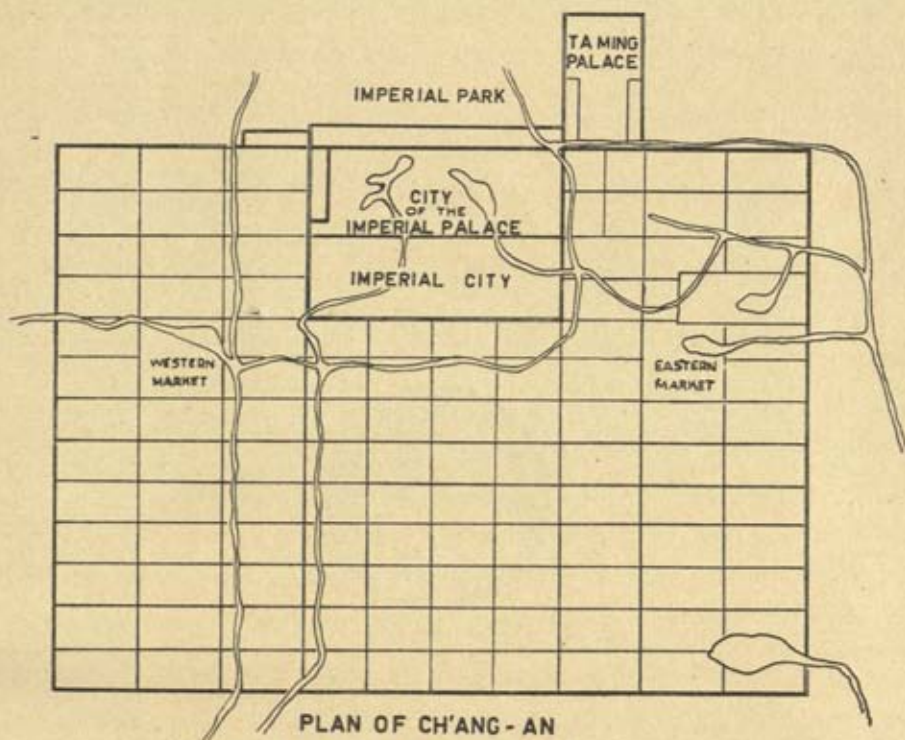 TA MING
PALACE
IMPERIAL PARK
CITY
OF THE
IMPERIAL PALACE
IMPERIAL CITY
WESTERN
MARKET
EASTERN
MARKET
PLAN OF CH'ANG-AN